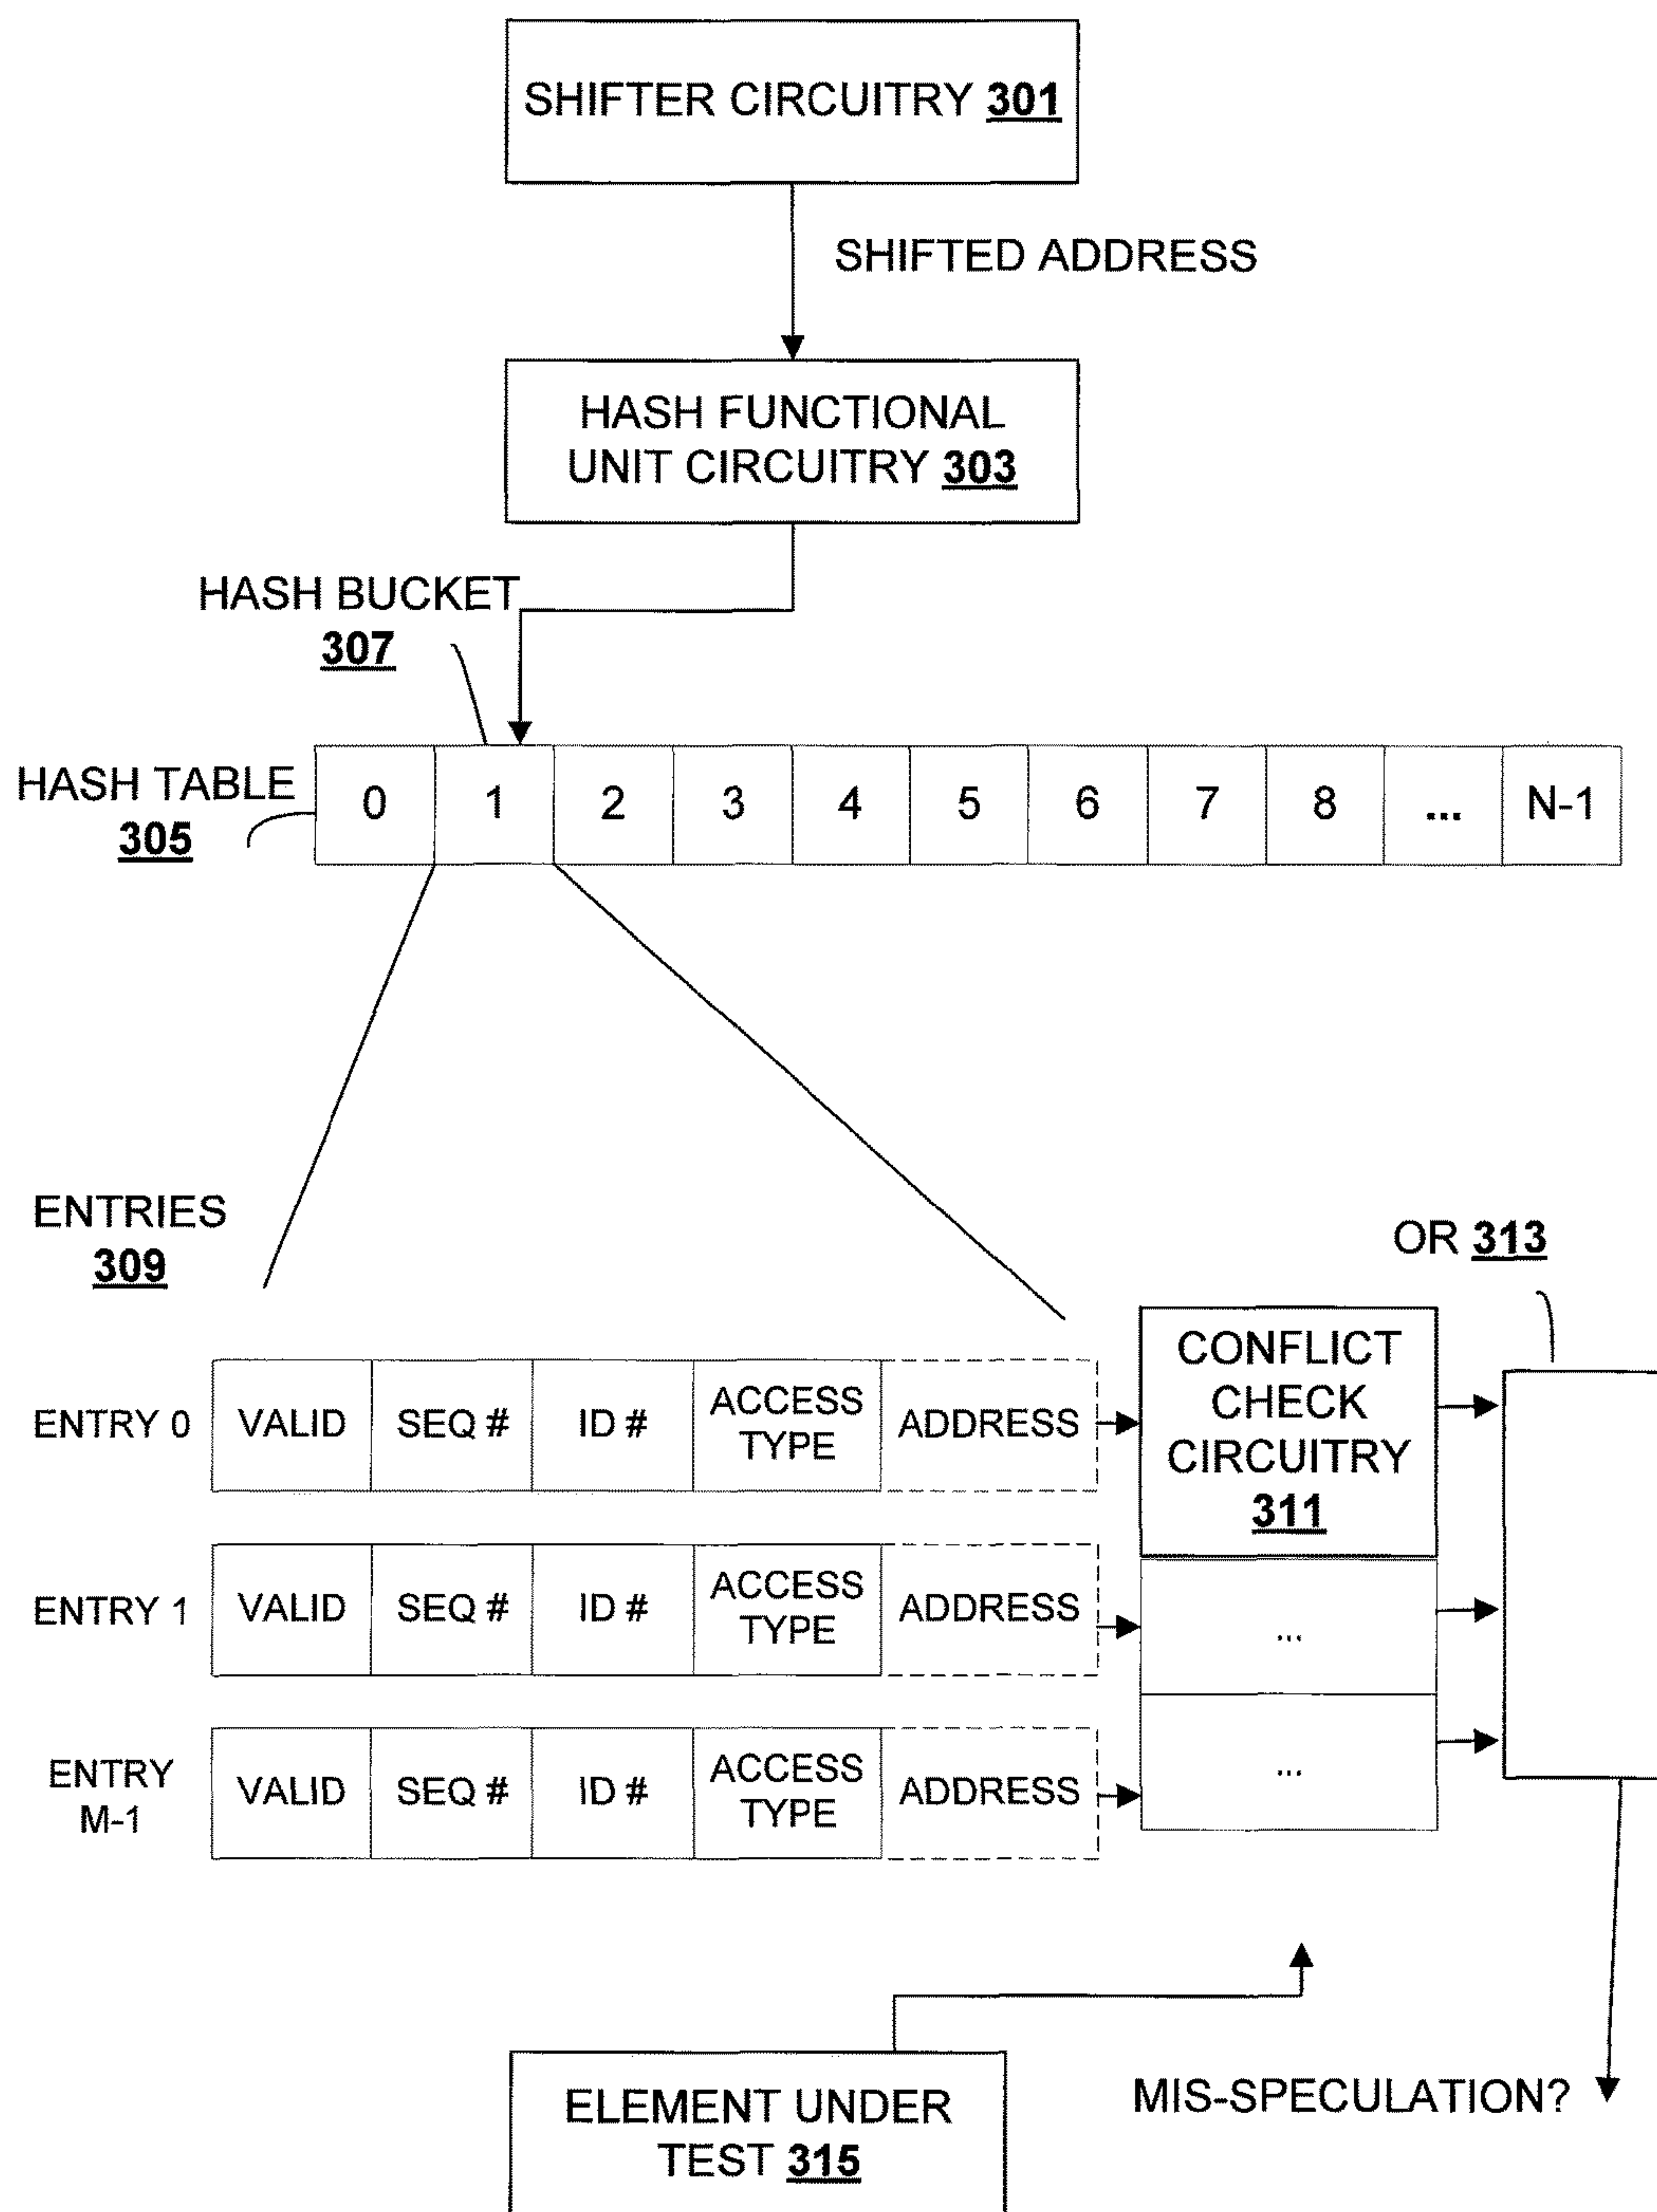 SHIFTER CIRCUITRY 301
SHIFTED ADDRESS
HASH FUNCTIONAL
UNIT CIRCUITRY 303
HASH BUCKET
307
HASH TABLE
305
0 1 2 3 4 5 6 7 8 ... N-1
ENTRIES
309
OR 313
CONFLICT
CHECK
CIRCUITRY
311
ENTRY 0
VALID
SEQ #
ID #
ACCESS
TYPE
ADDRESS
ENTRY 1
VALID
SEQ #
ID #
ACCESS
TYPE
ADDRESS
...
ENTRY
M-1
VALID
SEQ #
ID #
ACCESS
TYPE
ADDRESS
...
ELEMENT UNDER
TEST 315
MIS-SPECULATION?